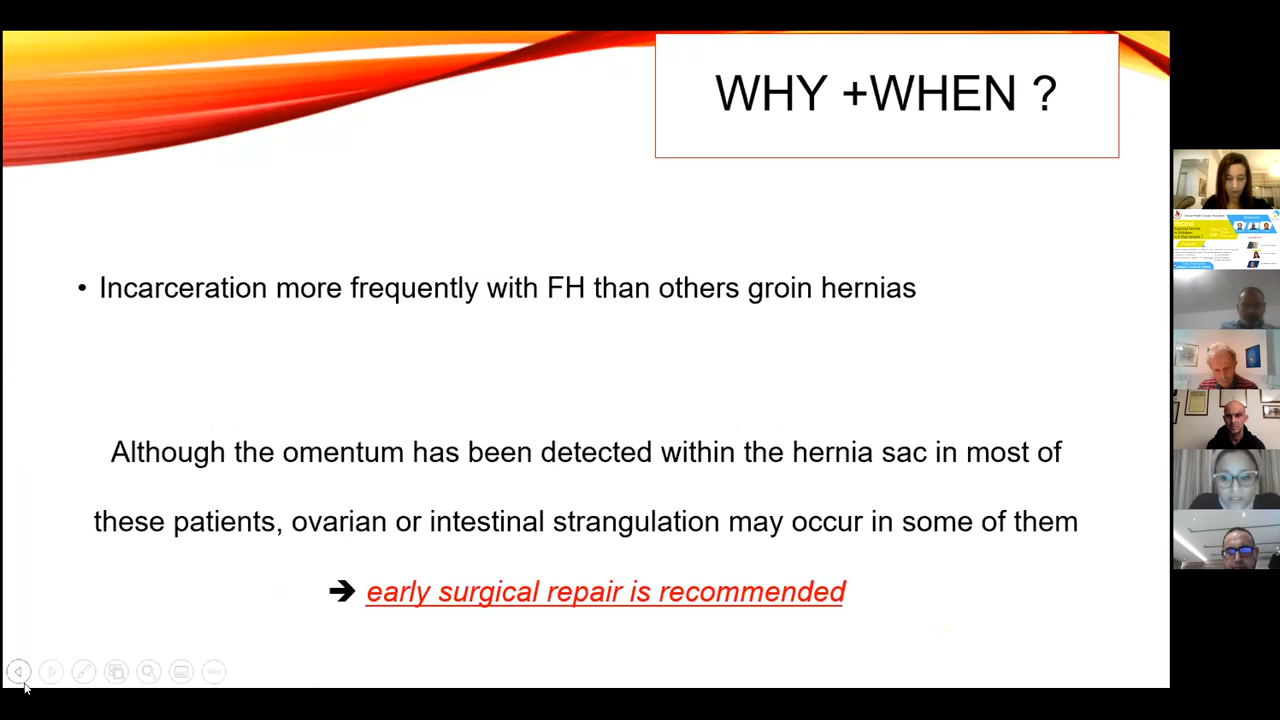 WHY +WHEN ?
• Incarceration more frequently with FH than others groin hernias
Although the omentum has been detected within the hernia sac in most of
these patients, ovarian or intestinal strangulation may occur in some of them
➔ early surgical repair is recommended